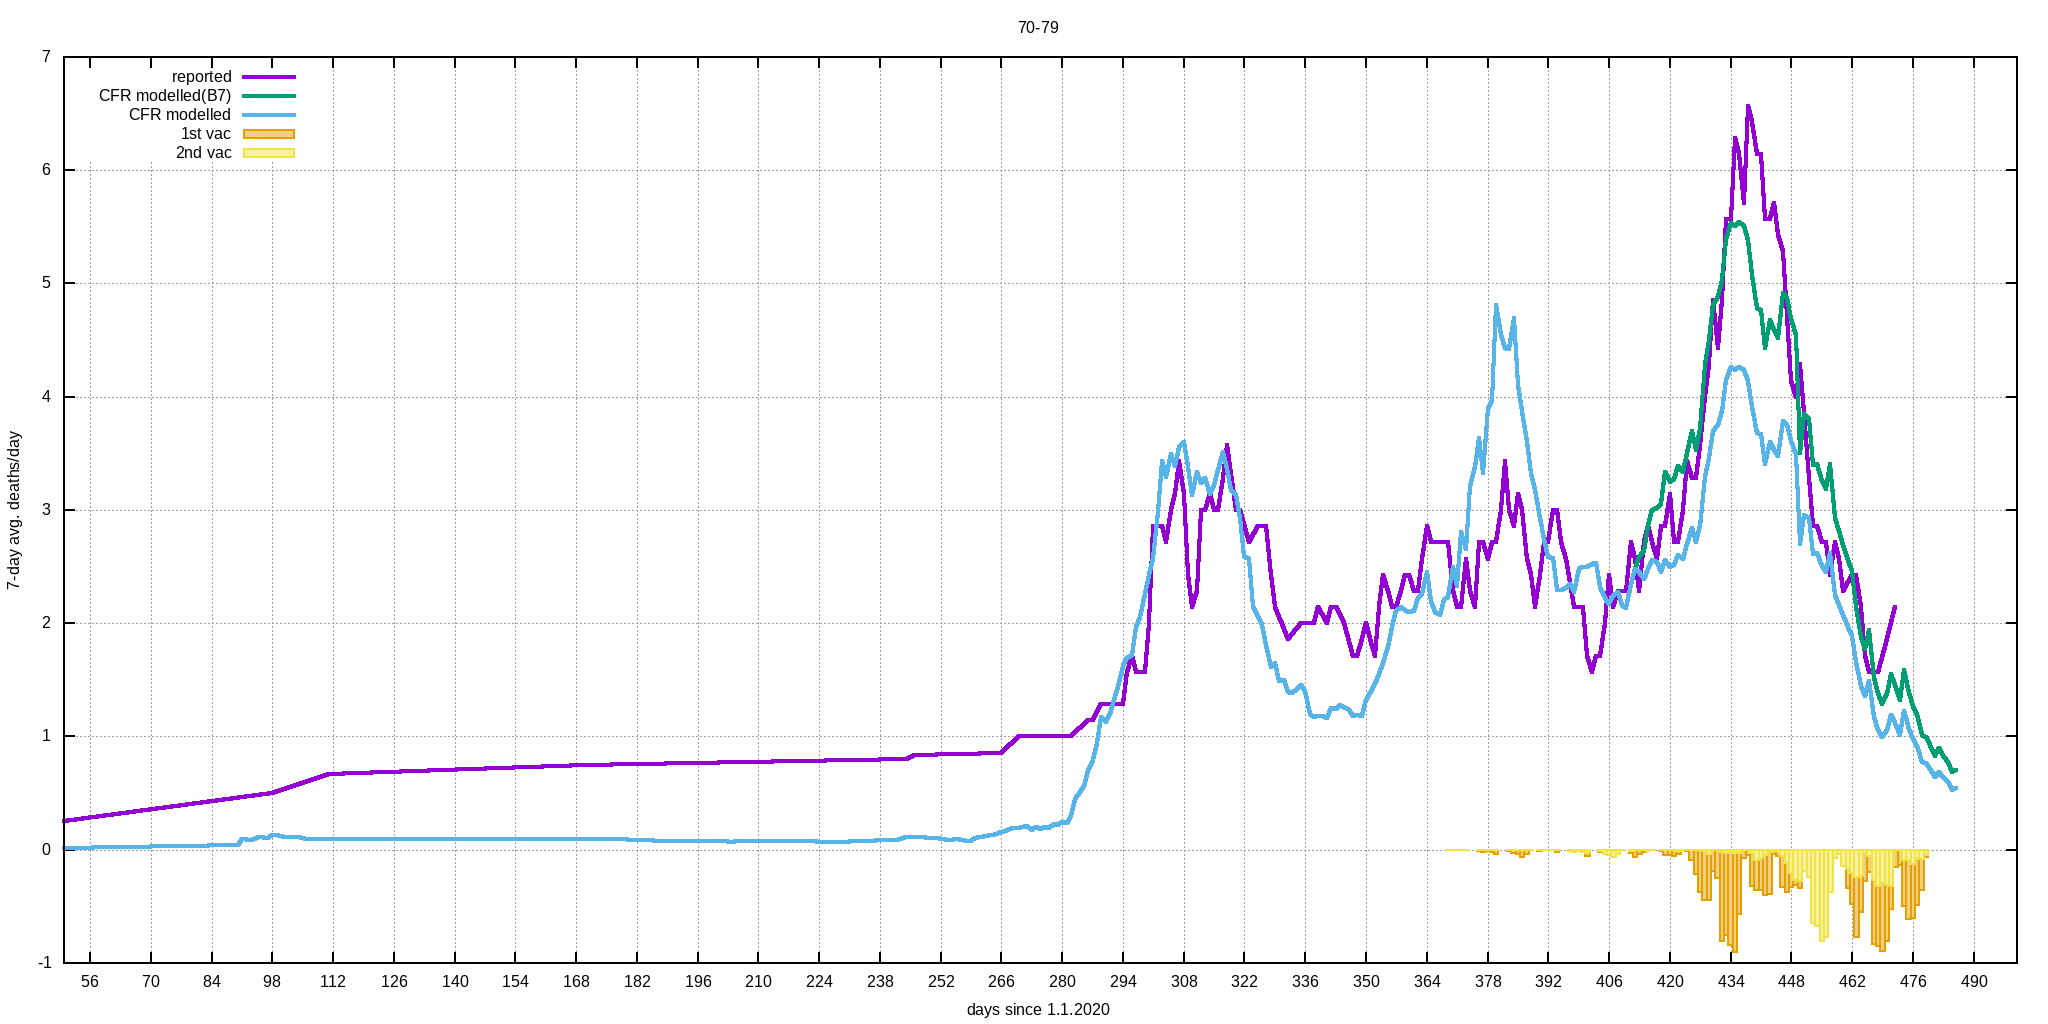 70-79
7
6
5
4
3
2
1
0
-1
7-day avg. deaths/day
reported
CFR modelled(B7)
CFR modelled
1st vac
2nd vac
56 70 84 98 112 126 140 154 168 182 196 210 224 238 252 266 280 294 308 322 336 350 364 378 392 406 420 434 448 462 476 490
days since 1.1.2020